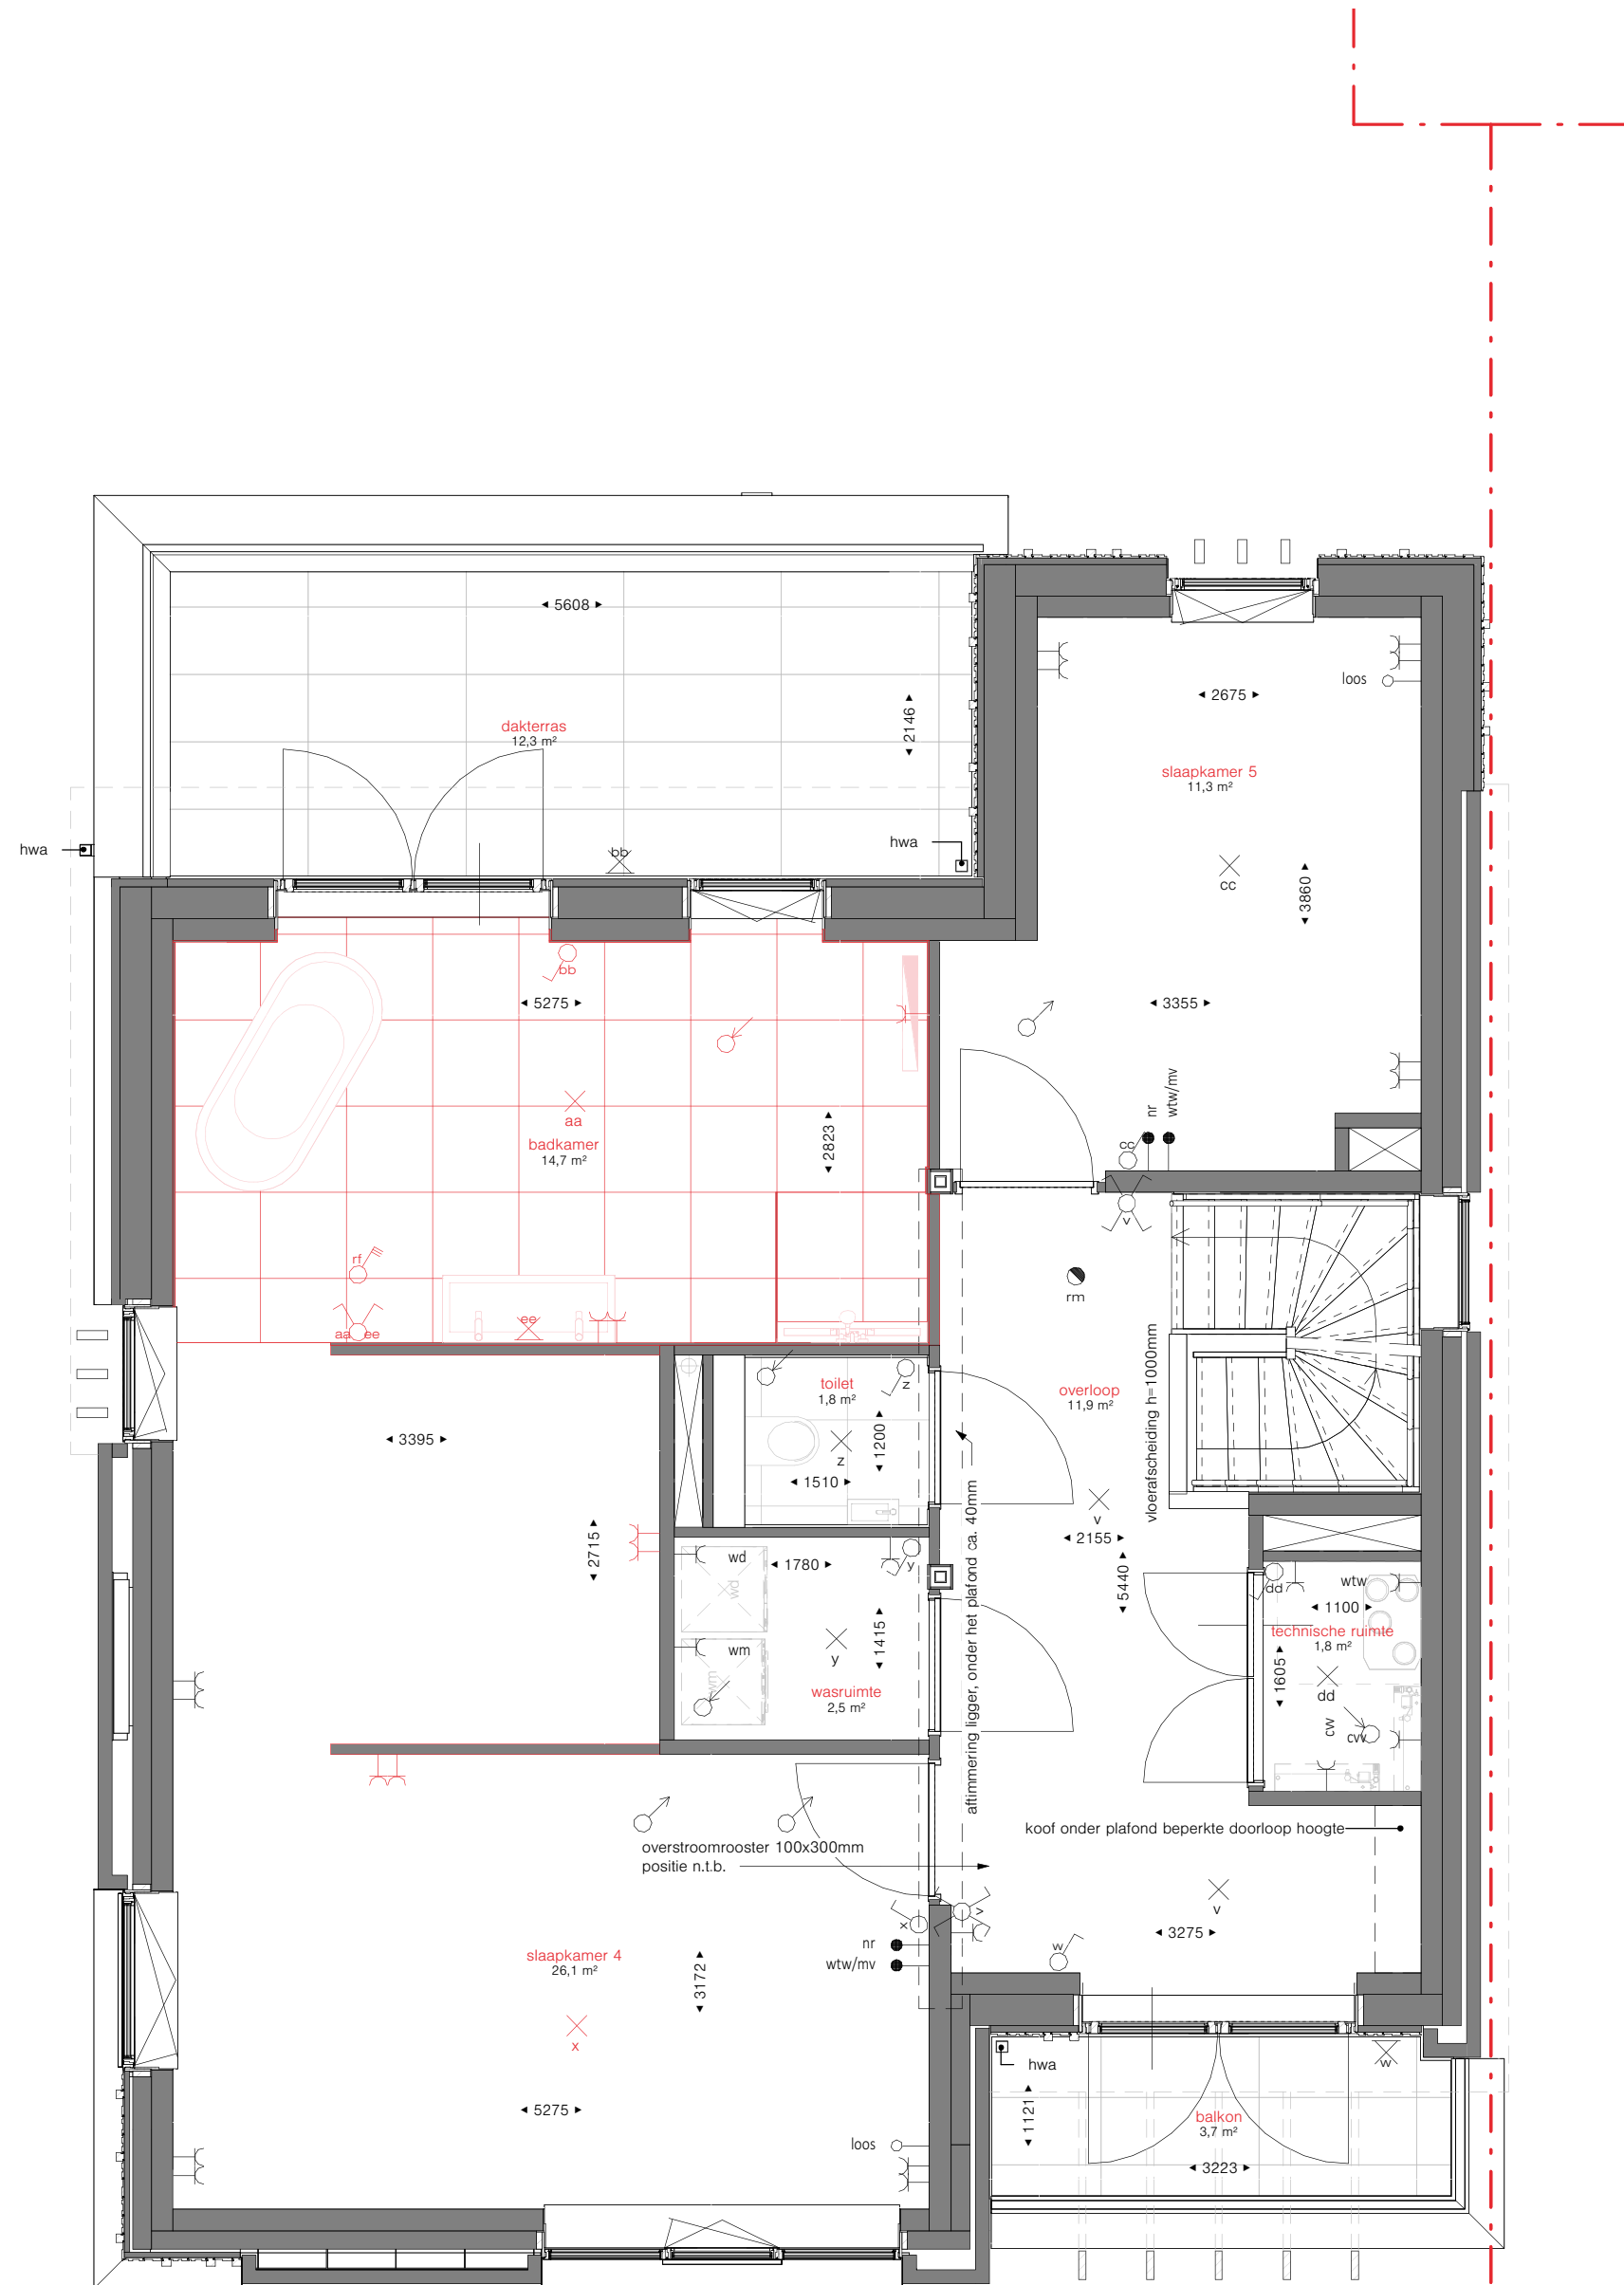 5608
2146
dakterras
12,3 m²
hwa
hwa
bb
2675
loos
slaapkamer 5
11,3 m²
cc
3860
3355
nr
wtw/mv
cc
v
bb
5275
aa
badkamer
14,7 m²
2823
rf
aa
ee
ee
rm
vloerafscheiding h=1000mm
overloop
11,9 m²
toilet
1,8 m²
z
1200
z
1510
3395
2715
v
2155
5440
aftimmering ligger, onder het plafond ca. 40mm
wd
wd
1780
y
wm
wm
1415
y
wasruimte
2,5 m²
dd
wtw
1100
technische ruimte
1,8 m²
1605
dd
cw
cvv
koof onder plafond beperkte doorloop hoogte
overstroomrooster 100x300mm
positie n.t.b.
v
x
v
nr
wtw/mv
3275
w
slaapkamer 4
26,1 m²
3172
x
5275
loos
hwa
w
1121
balkon
3,7 m²
3223